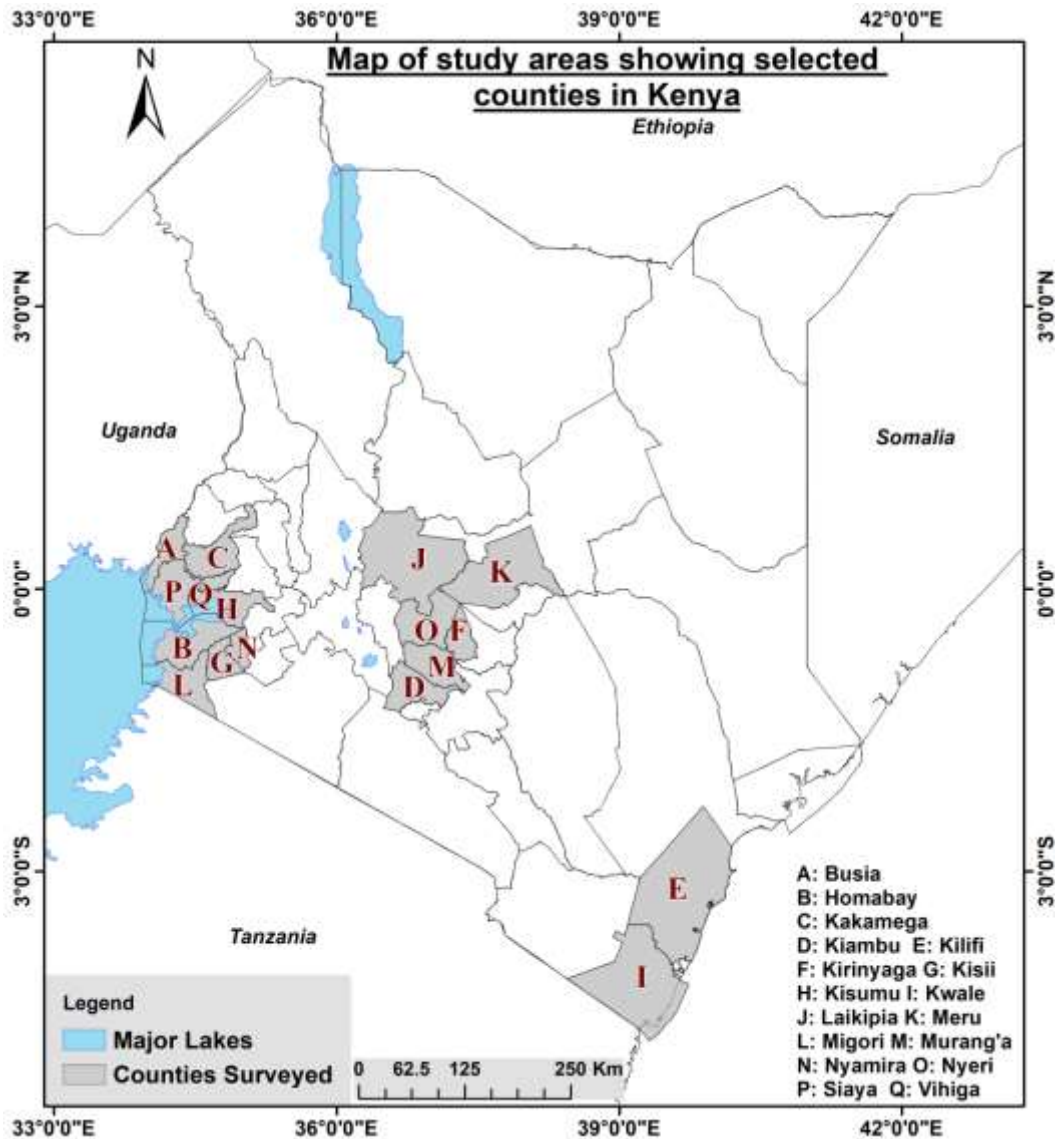 33°0'0"E 36°0'0"E 39°0'0"E 42°0'0"E
N
Map of study areas showing selected
counties in Kenya
Ethiopia
3°0'0"N 3°0'0"N
Uganda
Somalia
A
C
J
K
0°0'0" 0°0'0"
P
Q
H
O
F
B
N
G
M
L
D
3°0'0"S 3°0'0"S
E
Tanzania
I
A: Busia
B: Homabay
C: Kakamega
D: Kiambu E: Kilifi
F: Kirinyaga G: Kisii
H: Kisumu I: Kwale
J: Laikipia K: Meru
L: Migori M: Murang'a
N: Nyamira O: Nyeri
P: Siaya Q: Vihiga
Legend
Major Lakes
Counties Surveyed
0 62.5 125 250 Km
33°0'0"E 36°0'0"E 39°0'0"E 42°0'0"E